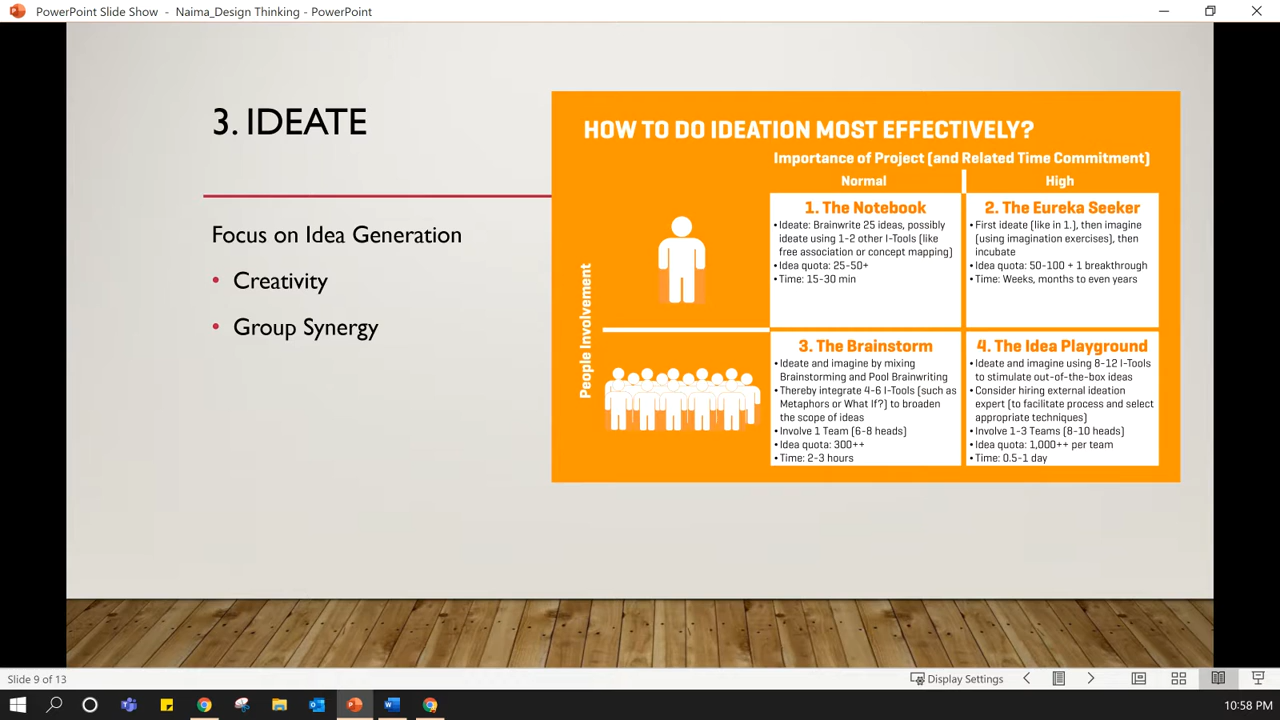 PowerPoint Slide Show - Naima_Design Thinking - PowerPoint
3. IDEATE
Focus on Idea Generation
• Creativity
• Group Synergy
HOW TO DO IDEATION MOST EFFECTIVELY?
Importance of Project (and Related Time Commitment)
Normal
High
People Involvement
1. The Notebook
• Ideate: Brainwrite 25 ideas, possibly
ideate using 1-2 other I-Tools (like
free association or concept mapping)
• Idea quota: 25-50+
• Time: 15-30 min
2. The Eureka Seeker
• First ideate (like in 1.), then imagine
(using imagination exercises), then
incubate
• Idea quota: 50-100 + 1 breakthrough
• Time: Weeks, months to even years
3. The Brainstorm
• Ideate and imagine by mixing
Brainstorming and Pool Brainwriting
• Thereby integrate 4-6 I-Tools (such as
Metaphors or What If?) to broaden
the scope of ideas
• Involve 1 Team (6-8 heads)
• Idea quota: 300++
• Time: 2-3 hours
4. The Idea Playground
• Ideate and imagine using 8-12 I-Tools
to stimulate out-of-the-box ideas
• Consider hiring external ideation
expert (to facilitate process and select
appropriate techniques)
• Involve 1-3 Teams (8-10 heads)
• Idea quota: 1,000++ per team
• Time: 0.5-1 day
Slide 9 of 13
Display Settings
10:58 PM